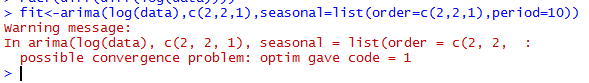 > fit<-arima(log(data),c(2,2,1),seasonal=list(order=c(2,2,1),period=10))
Warning message:
In arima(log(data), c(2, 2, 1), seasonal = list(order = c(2, 2,  :
  possible convergence problem: optim gave code = 1
>